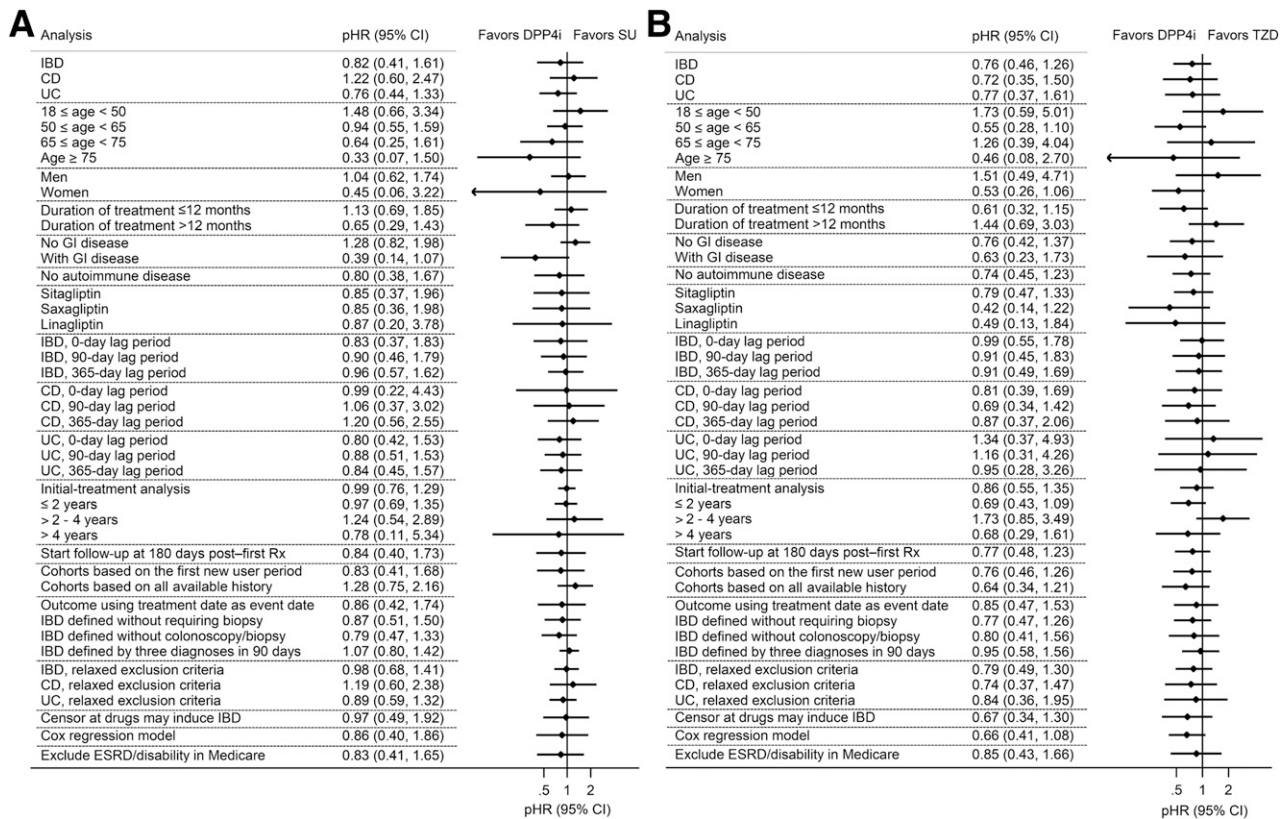 A
Analysis pHR (95% CI) Favors DPP4i Favors SU
IBD 0.82 (0.41, 1.61)
CD 1.22 (0.60, 2.47)
UC 0.76 (0.44, 1.33)
18 ≤ age < 50 1.48 (0.66, 3.34)
50 ≤ age < 65 0.94 (0.55, 1.59)
65 ≤ age < 75 0.64 (0.25, 1.61)
Age ≥ 75 0.33 (0.07, 1.50)
Men 1.04 (0.62, 1.74)
Women 0.45 (0.06, 3.22)
Duration of treatment ≤12 months 1.13 (0.69, 1.85)
Duration of treatment >12 months 0.65 (0.29, 1.43)
No GI disease 1.28 (0.82, 1.98)
With GI disease 0.39 (0.14, 1.07)
No autoimmune disease 0.80 (0.38, 1.67)
Sitagliptin 0.85 (0.37, 1.96)
Saxagliptin 0.85 (0.36, 1.98)
Linagliptin 0.87 (0.20, 3.78)
IBD, 0-day lag period 0.83 (0.37, 1.83)
IBD, 90-day lag period 0.90 (0.46, 1.79)
IBD, 365-day lag period 0.96 (0.57, 1.62)
CD, 0-day lag period 0.99 (0.22, 4.43)
CD, 90-day lag period 1.06 (0.37, 3.02)
CD, 365-day lag period 1.20 (0.56, 2.55)
UC, 0-day lag period 0.80 (0.42, 1.53)
UC, 90-day lag period 0.88 (0.51, 1.53)
UC, 365-day lag period 0.84 (0.45, 1.57)
Initial-treatment analysis 0.99 (0.76, 1.29)
≤ 2 years 0.97 (0.69, 1.35)
> 2 - 4 years 1.24 (0.54, 2.89)
> 4 years 0.78 (0.11, 5.34)
Start follow-up at 180 days post–first Rx 0.84 (0.40, 1.73)
Cohorts based on the first new user period 0.83 (0.41, 1.68)
Cohorts based on all available history 1.28 (0.75, 2.16)
Outcome using treatment date as event date 0.86 (0.42, 1.74)
IBD defined without requiring biopsy 0.87 (0.51, 1.50)
IBD defined without colonoscopy/biopsy 0.79 (0.47, 1.33)
IBD defined by three diagnoses in 90 days 1.07 (0.80, 1.42)
IBD, relaxed exclusion criteria 0.98 (0.68, 1.41)
CD, relaxed exclusion criteria 1.19 (0.60, 2.38)
UC, relaxed exclusion criteria 0.89 (0.59, 1.32)
Censor at drugs may induce IBD 0.97 (0.49, 1.92)
Cox regression model 0.86 (0.40, 1.86)
Exclude ESRD/disability in Medicare 0.83 (0.41, 1.65)
.5 1 2
pHR (95% CI)
B
Analysis pHR (95% CI) Favors DPP4i Favors TZD
IBD 0.76 (0.46, 1.26)
CD 0.72 (0.35, 1.50)
UC 0.77 (0.37, 1.61)
18 ≤ age < 50 1.73 (0.59, 5.01)
50 ≤ age < 65 0.55 (0.28, 1.10)
65 ≤ age < 75 1.26 (0.39, 4.04)
Age ≥ 75 0.46 (0.08, 2.70)
Men 1.51 (0.49, 4.71)
Women 0.53 (0.26, 1.06)
Duration of treatment ≤12 months 0.61 (0.32, 1.15)
Duration of treatment >12 months 1.44 (0.69, 3.03)
No GI disease 0.76 (0.42, 1.37)
With GI disease 0.63 (0.23, 1.73)
No autoimmune disease 0.74 (0.45, 1.23)
Sitagliptin 0.79 (0.47, 1.33)
Saxagliptin 0.42 (0.14, 1.22)
Linagliptin 0.49 (0.13, 1.84)
IBD, 0-day lag period 0.99 (0.55, 1.78)
IBD, 90-day lag period 0.91 (0.45, 1.83)
IBD, 365-day lag period 0.91 (0.49, 1.69)
CD, 0-day lag period 0.81 (0.39, 1.69)
CD, 90-day lag period 0.69 (0.34, 1.42)
CD, 365-day lag period 0.87 (0.37, 2.06)
UC, 0-day lag period 1.34 (0.37, 4.93)
UC, 90-day lag period 1.16 (0.31, 4.26)
UC, 365-day lag period 0.95 (0.28, 3.26)
Initial-treatment analysis 0.86 (0.55, 1.35)
≤ 2 years 0.69 (0.43, 1.09)
> 2 - 4 years 1.73 (0.85, 3.49)
> 4 years 0.68 (0.29, 1.61)
Start follow-up at 180 days post–first Rx 0.77 (0.48, 1.23)
Cohorts based on the first new user period 0.76 (0.46, 1.26)
Cohorts based on all available history 0.64 (0.34, 1.21)
Outcome using treatment date as event date 0.85 (0.47, 1.53)
IBD defined without requiring biopsy 0.77 (0.47, 1.26)
IBD defined without colonoscopy/biopsy 0.80 (0.41, 1.56)
IBD defined by three diagnoses in 90 days 0.95 (0.58, 1.56)
IBD, relaxed exclusion criteria 0.79 (0.49, 1.30)
CD, relaxed exclusion criteria 0.74 (0.37, 1.47)
UC, relaxed exclusion criteria 0.84 (0.36, 1.95)
Censor at drugs may induce IBD 0.67 (0.34, 1.30)
Cox regression model 0.66 (0.41, 1.08)
Exclude ESRD/disability in Medicare 0.85 (0.43, 1.66)
.5 1 2
pHR (95% CI)